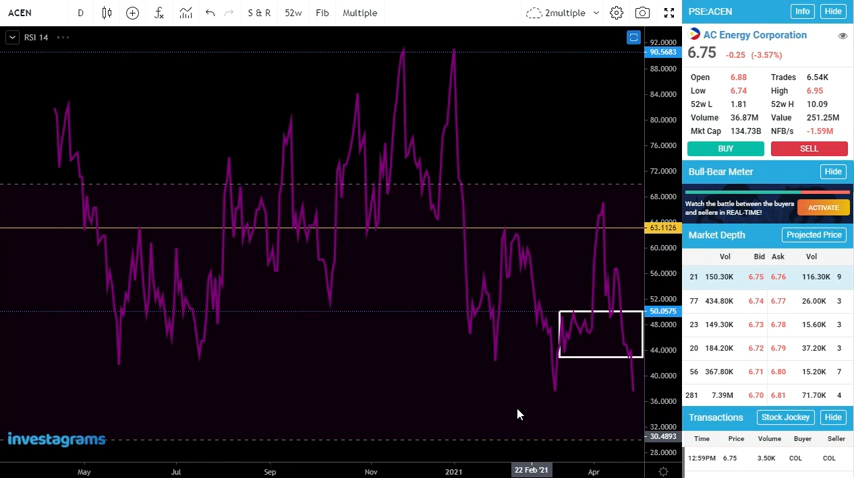 ACEN D S & R 52w Fib Multiple 2multiple
RSI 14
92.0000
90.5683
88.0000
84.0000
80.0000
76.0000
72.0000
68.0000
63.1126
60.0000
56.0000
52.0000
50.0575
48.0000
44.0000
40.0000
36.0000
32.0000
30.4893
28.0000
investagrams
May Jul Sep Nov 2021 22 Feb '21 Apr
PSE:ACEN Info Hide
AC Energy Corporation
6.75 -0.25 (-3.57%)
Open 6.88 Trades 6.54K
Low 6.74 High 6.95
52w L 1.81 52w H 10.09
Volume 36.87M Value 251.25M
Mkt Cap 134.73B NFB/s -1.59M
BUY SELL
Bull-Bear Meter Hide
Watch the battle between the buyers
and sellers in REAL-TIME! ACTIVATE
Market Depth Projected Price
Vol Bid Ask Vol
21 150.30K 6.75 6.76 116.30K 9
77 434.80K 6.74 6.77 26.00K 3
23 149.30K 6.73 6.78 15.60K 3
20 184.20K 6.72 6.79 37.20K 3
56 367.80K 6.71 6.80 15.20K 7
281 7.39M 6.70 6.81 71.70K 4
Transactions Stock Jockey Hide
Time Price Volume Buyer Seller
12:59PM 6.75 3.50K COL COL